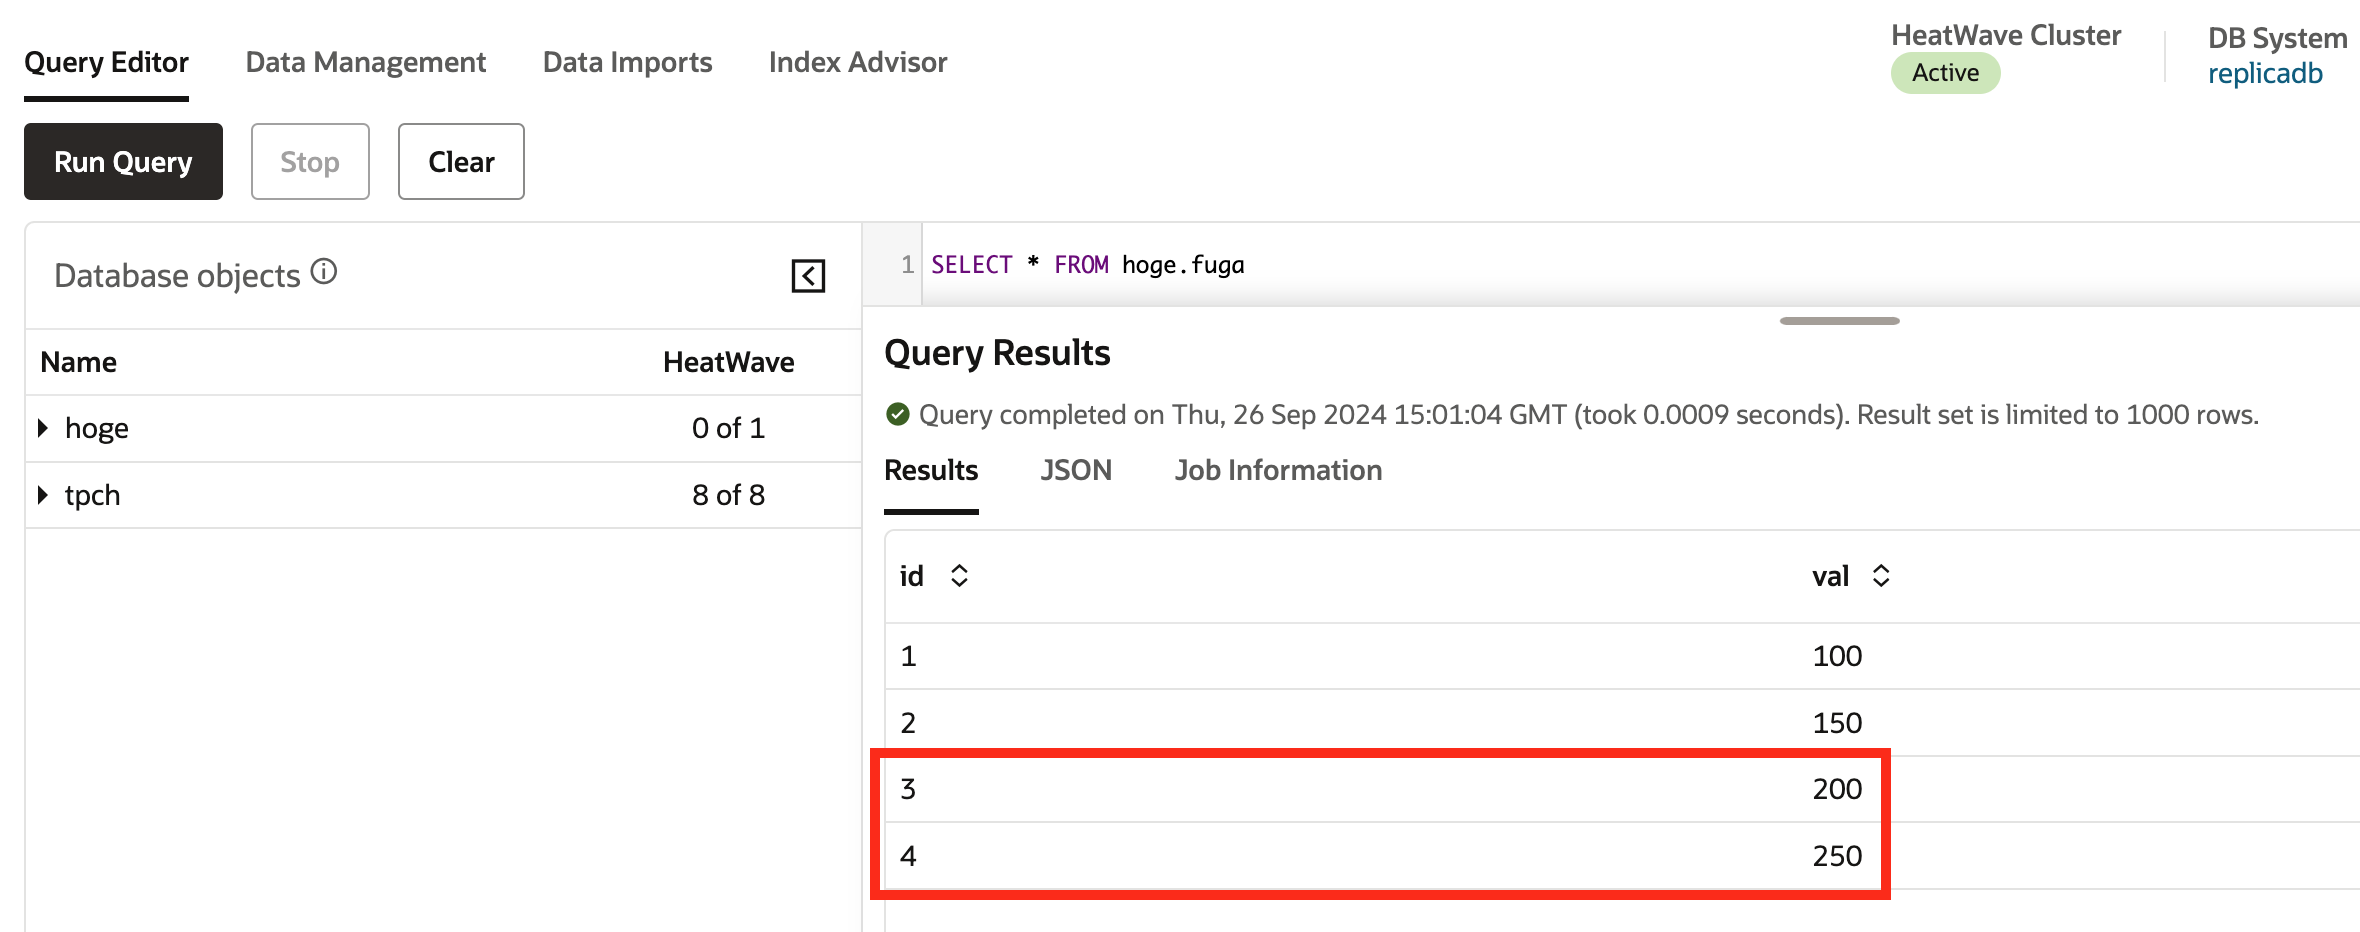 Query Editor Data Management Data Imports Index Advisor
HeatWave Cluster
Active
DB System
replicadb
Run Query Stop Clear
Database objects
Name HeatWave
hoge 0 of 1
tpch 8 of 8
1 SELECT * FROM hoge.fuga
Query Results
Query completed on Thu, 26 Sep 2024 15:01:04 GMT (took 0.0009 seconds). Result set is limited to 1000 rows.
Results JSON Job Information
id val
1 100
2 150
3 200
4 250